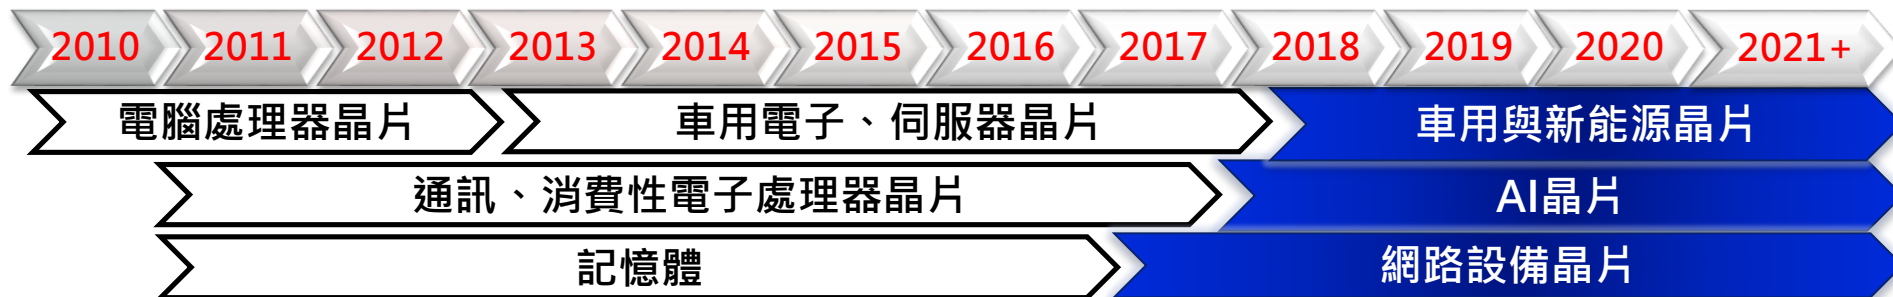 2010 2011 2012 2013 2014 2015 2016 2017 2018 2019 2020 2021+
電腦處理器晶片 車用電子、伺服器晶片 車用與新能源晶片
通訊、消費性電子處理器晶片 AI晶片
記憶體 網路設備晶片